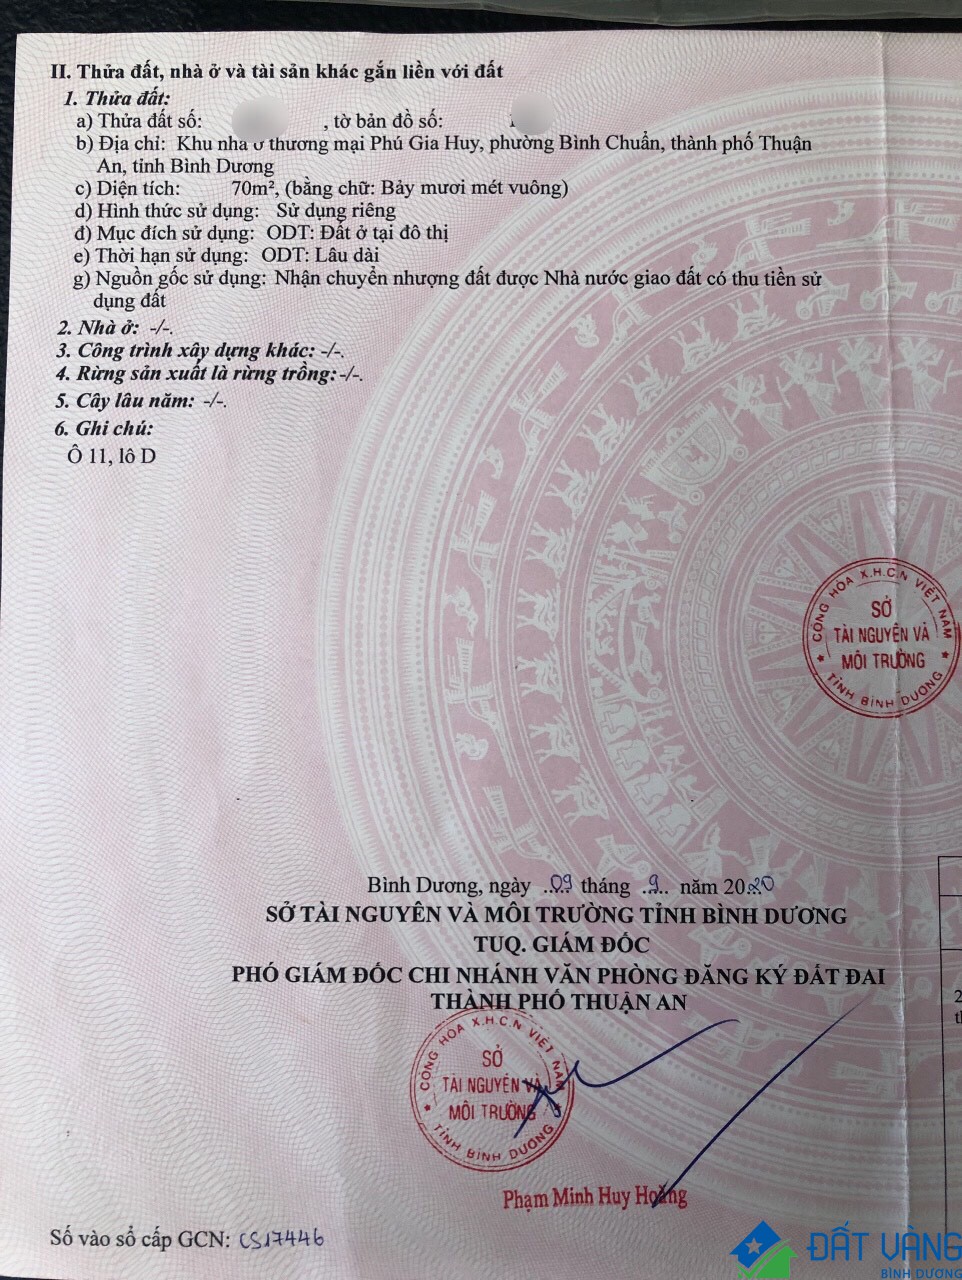 II. Thửa đất, nhà ở và tài sản khác gắn liền với đất
1. Thửa đất:
a) Thửa đất số: , tờ bản đồ số:
b) Địa chỉ: Khu nhà ở thương mại Phú Gia Huy, phường Bình Chuẩn, thành phố Thuận
An, tỉnh Bình Dương
c) Diện tích: 70m², (bằng chữ: Bảy mươi mét vuông)
d) Hình thức sử dụng: Sử dụng riêng
đ) Mục đích sử dụng: ODT: Đất ở tại đô thị
e) Thời hạn sử dụng: ODT: Lâu dài
g) Nguồn gốc sử dụng: Nhận chuyển nhượng đất được Nhà nước giao đất có thu tiền sử
dụng đất
2. Nhà ở: -/-.
3. Công trình xây dựng khác: -/-.
4. Rừng sản xuất là rừng trồng: -/-.
5. Cây lâu năm: -/-.
6. Ghi chú:
Ô 11, lô D
CỘNG HÒA X.H.C.N VIỆT NAM
SỞ
TÀI NGUYÊN VÀ
MÔI TRƯỜNG
TỈNH BÌNH DƯƠNG
Bình Dương, ngày 09 tháng 9 năm 2020
SỞ TÀI NGUYÊN VÀ MÔI TRƯỜNG TỈNH BÌNH DƯƠNG
TUQ. GIÁM ĐỐC
PHÓ GIÁM ĐỐC CHI NHÁNH VĂN PHÒNG ĐĂNG KÝ ĐẤT ĐAI
THÀNH PHỐ THUẬN AN
CỘNG HÒA X.H.C.N VIỆT NAM
SỞ
TÀI NGUYÊN VÀ
MÔI TRƯỜNG
TỈNH BÌNH DƯƠNG
Phạm Minh Huy Hoàng
Số vào sổ cấp GCN: CS17446
ĐẤT VÀNG
BÌNH DƯƠNG